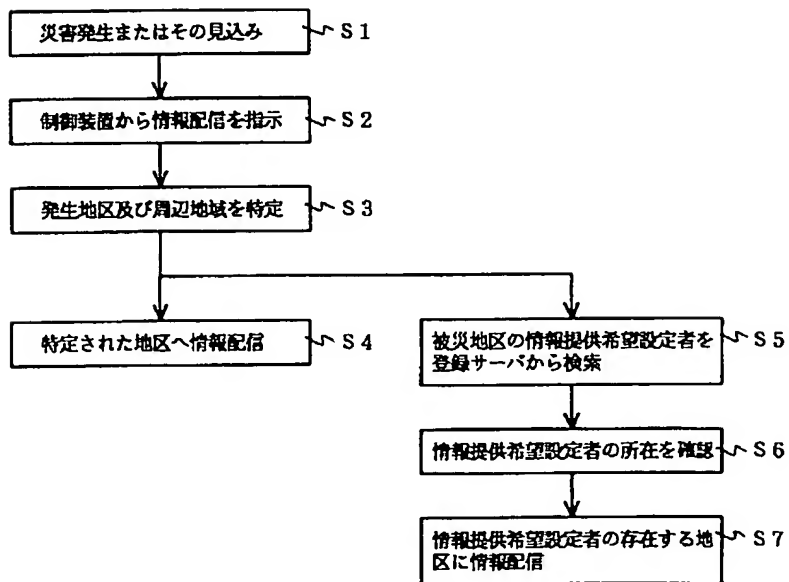 災害発生またはその見込み S1
制御装置から情報配信を指示 S2
発生地区及び周辺地域を特定 S3
特定された地区へ情報配信 S4
被災地区の情報提供希望設定者を S5
登録サーバから検索
情報提供希望設定者の所在を確認 S6
情報提供希望設定者の存在する地 S7
区に情報配信